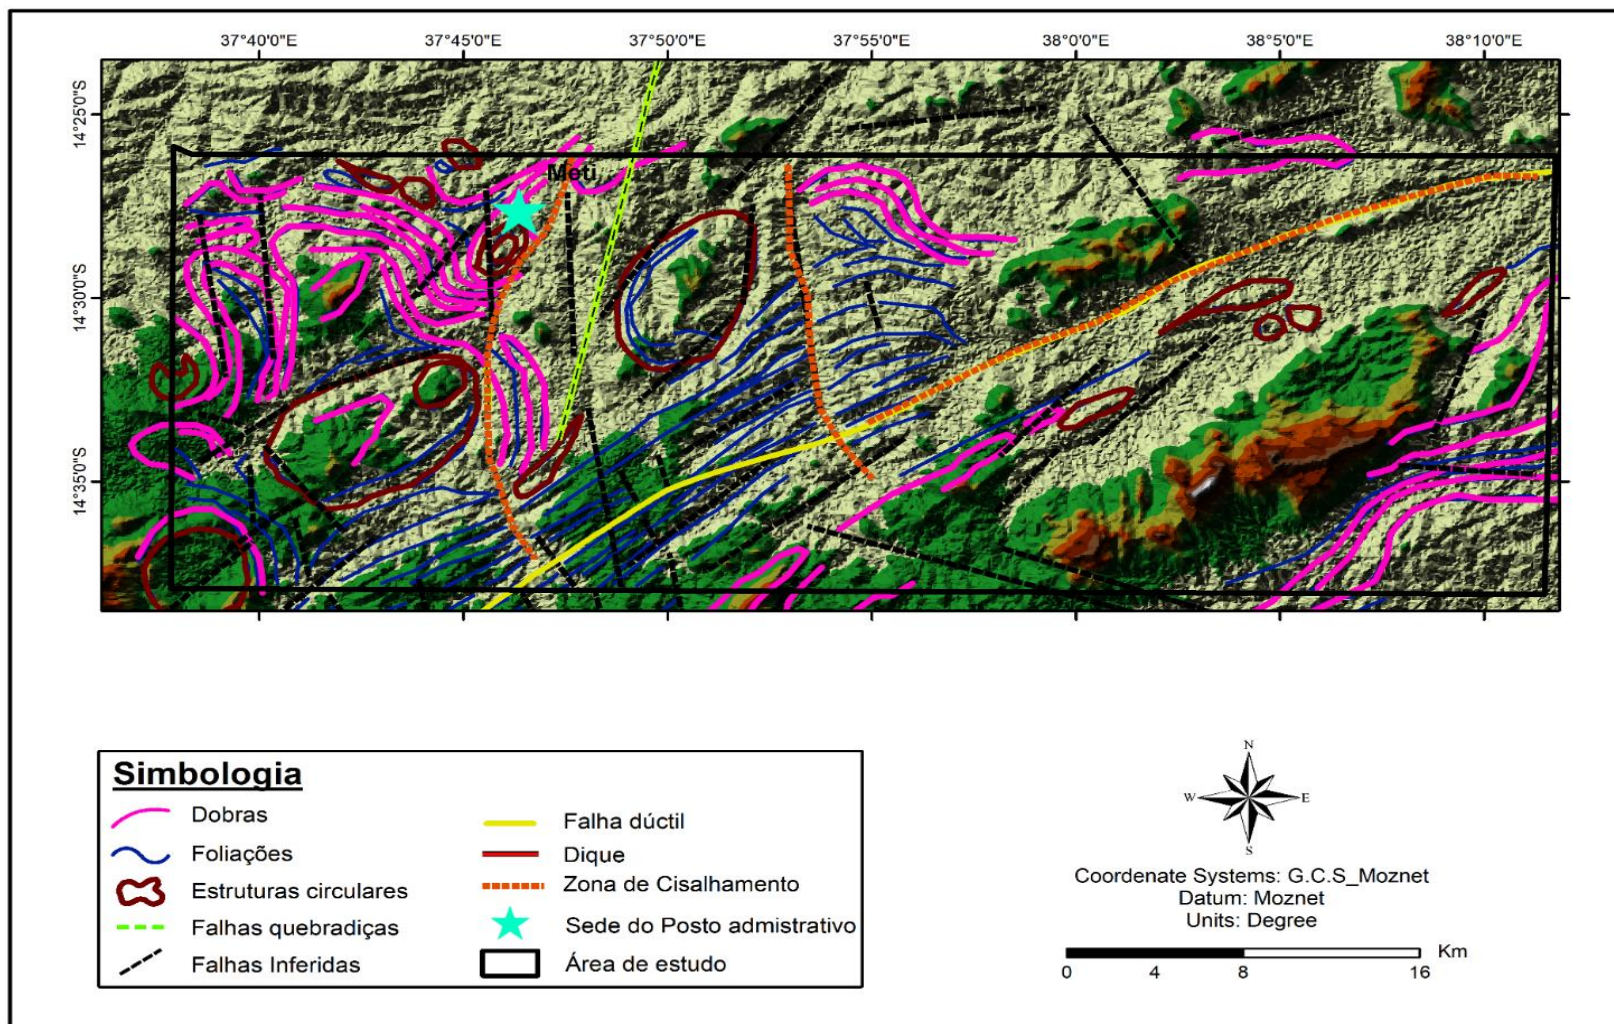 37°40'0"E 37°45'0"E 37°50'0"E 37°55'0"E 38°0'0"E 38°5'0"E 38°10'0"E
14°25'0"S
14°30'0"S
14°35'0"S
Meti
Simbologia
Dobras
Foliações
Estruturas circulares
Falhas quebradiças
Falhas Inferidas
Falha dúctil
Dique
Zona de Cisalhamento
Sede do Posto admistrativo
Área de estudo
N
W E
S
Coordenate Systems: G.C.S_Moznet
Datum: Moznet
Units: Degree
Km
0 4 8 16